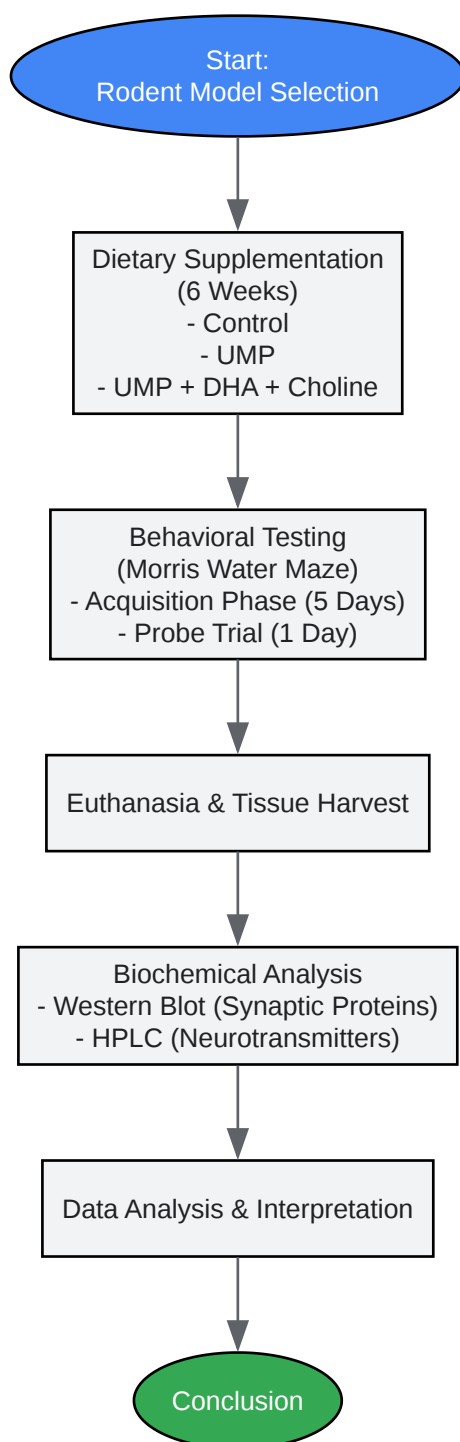 Start:
Rodent Model Selection
Dietary Supplementation
(6 Weeks)
- Control
- UMP
- UMP + DHA + Choline
Behavioral Testing
(Morris Water Maze)
- Acquisition Phase (5 Days)
- Probe Trial (1 Day)
Euthanasia & Tissue Harvest
Biochemical Analysis
- Western Blot (Synaptic Proteins)
- HPLC (Neurotransmitters)
Data Analysis & Interpretation
Conclusion